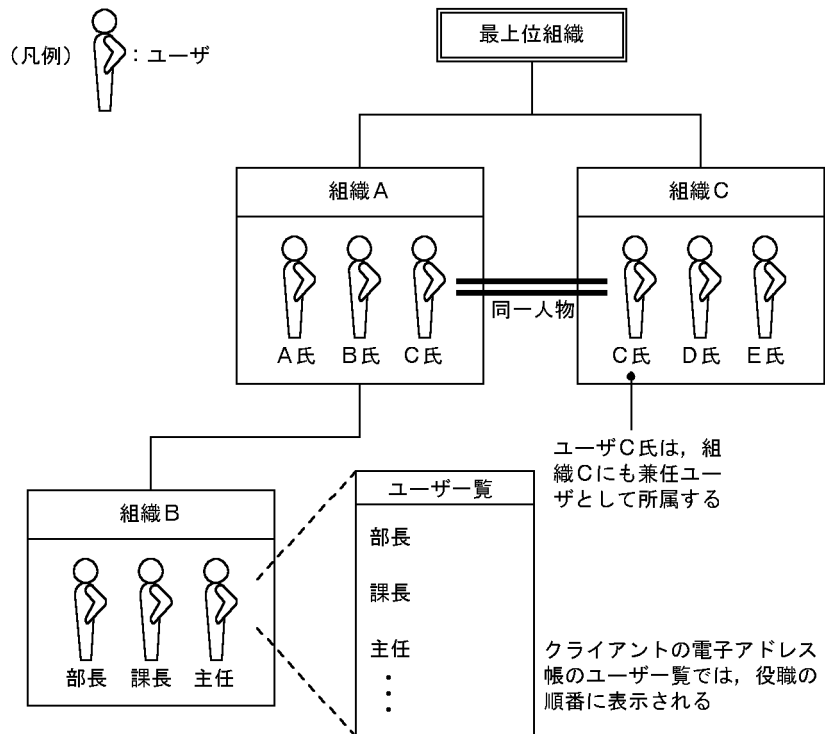 (凡例)
:ユーザ
最上位組織
組織A
組織C
同一人物
A氏 B氏 C氏
C氏 D氏 E氏
ユーザC氏は,組
織Cにも兼任ユー
ザとして所属する
組織B
部長 課長 主任
ユーザ一覧
部長
課長
主任
・
・
・
クライアントの電子アドレス
帳のユーザ一覧では,役職の
順番に表示される